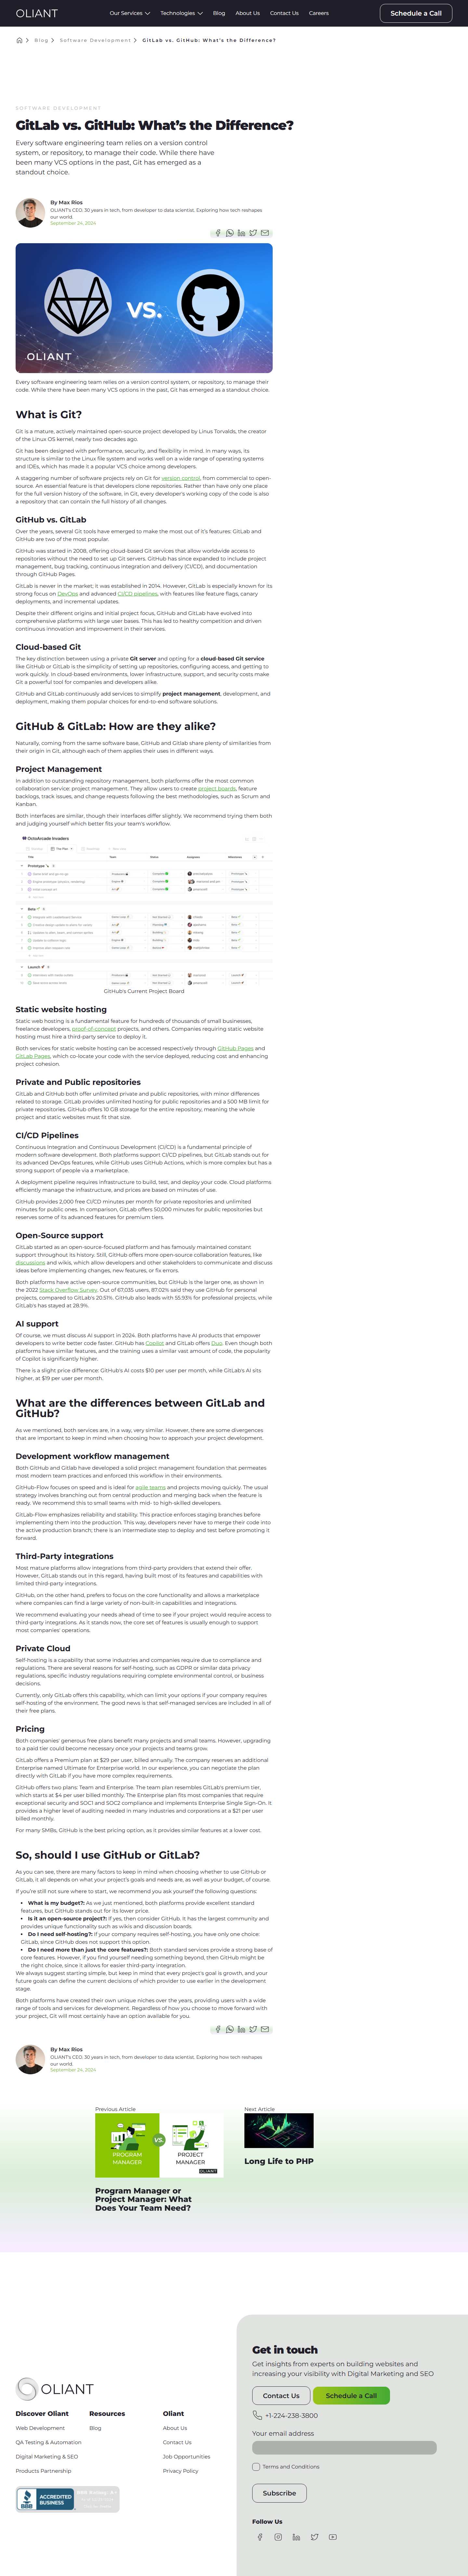 OLIANT
Our Services
Technologies
Blog
About Us
Contact Us
Careers
Schedule a Call
Blog
Software Development
GitLab vs. GitHub: What's the Difference?
SOFTWARE DEVELOPMENT
GitLab vs. GitHub: What's the Difference?
Every software engineering team relies on a version control
system, or repository, to manage their code. While there have
been many VCS options in the past, Git has emerged as a
standout choice.
By Max Rios
OLIANT's CEO. 30 years in tech, from developer to data scientist. Exploring how tech reshapes
our world.
September 24, 2024
VS.
OLIANT
Every software engineering team relies on a version control system, or repository, to manage their
code. While there have been many VCS options in the past, Git has emerged as a standout choice.
What is Git?
Git is a mature, actively maintained open-source project developed by Linus Torvalds, the creator
of the Linux OS kernel, nearly two decades ago.
Git has been designed with performance, security, and flexibility in mind. In many ways, its
structure is similar to the Linux file system and works well on a wide range of operating systems
and IDEs, which has made it a popular VCS choice among developers.
A staggering number of software projects rely on Git for version control, from commercial to open-
source. An essential feature is that developers clone repositories. Rather than have only one place
for the full version history of the software, in Git, every developer's working copy of the code is also
a repository that can contain the full history of all changes.
GitHub vs. GitLab
Over the years, several Git tools have emerged to make the most out of it's features: GitLab and
GitHub are two of the most popular.
GitHub was started in 2008, offering cloud-based Git services that allow worldwide access to
repositories without the need to set up Git servers. GitHub has since expanded to include project
management, bug tracking, continuous integration and delivery (CI/CD), and documentation
through GitHub Pages.
GitLab is newer in the market; it was established in 2014. However, GitLab is especially known for its
strong focus on DevOps and advanced CI/CD pipelines, with features like feature flags, canary
deployments, and incremental updates.
Despite their different origins and initial project focus, GitHub and GitLab have evolved into
comprehensive platforms with large user bases. This has led to healthy competition and driven
continuous innovation and improvement in their services.
Cloud-based Git
The key distinction between using a private Git server and opting for a cloud-based Git service
like GitHub or GitLab is the simplicity of setting up repositories, configuring access, and getting to
work quickly. In cloud-based environments, lower infrastructure, support, and security costs make
Git a powerful tool for companies and developers alike.
GitHub and GitLab continuously add services to simplify project management, development, and
deployment, making them popular choices for end-to-end software solutions.
GitHub & GitLab: How are they alike?
Naturally, coming from the same software base, GitHub and Gitlab share plenty of similarities from
their origin in Git, although each of them applies their uses in different ways.
Project Management
In addition to outstanding repository management, both platforms offer the most common
collaboration service: project management. They allow users to create project boards, feature
backlogs, track issues, and change requests following the best methodologies, such as Scrum and
Kanban.
Both interfaces are similar, though their interfaces differ slightly. We recommend trying them both
and judging yourself which better fits your team's workflow.
OctoArcade Invaders
The Plan
Title
Status
Assignees
Milestones
Prototype
Beta
Launch
GitHub's Current Project Board
Static website hosting
Static web hosting is a fundamental feature for hundreds of thousands of small businesses,
freelance developers, proof-of-concept projects, and others. Companies requiring static website
hosting must hire a third-party service to deploy it.
Both services for static website hosting can be accessed respectively through GitHub Pages and
GitLab Pages, which co-locate your code with the server deployed, reducing cost and enhancing
project cohesion.
Private and Public repositories
GitLab and GitHub both offer unlimited private and public repositories, with minor differences
related to storage. GitLab provides unlimited hosting for public repositories and a 500 MB limit for
private repositories. GitHub offers 10 GB storage for the entire repository, meaning the whole
project and static websites must fit that size.
CI/CD Pipelines
Continuous Integration and Continuous Development (CI/CD) is a fundamental principle of
modern software development. Both platforms support CI/CD pipelines, but GitLab stands out for
its advanced DevOps features, while GitHub uses GitHub Actions, which is more complex but has a
strong support of people via a marketplace.
A deployment pipeline requires infrastructure to build, test, and deploy your code. Cloud platforms
efficiently manage the infrastructure, and prices are based on minutes of use.
GitHub provides 2,000 free CI/CD minutes per month for private repositories and unlimited
minutes for public ones. In comparison, GitLab offers 50,000 minutes for public repositories but
reserves some of its advanced features for premium tiers.
Open-Source support
GitLab started as an open-source-focused platform and has famously maintained constant
support throughout its history. Still, GitHub offers more open-source collaboration features, like
discussions and wikis, which allow developers and other stakeholders to communicate and discuss
ideas before implementing changes, new features, or fix errors.
Both platforms have active open-source communities, but GitHub is the larger one, as shown in
the 2022 Stack Overflow Survey. Out of 67,035 users, 87.02% said they use GitHub for personal
projects, compared to GitLab's 20.51%. GitHub also leads with 55.93% for professional projects, while
GitLab's has stayed at 28.9%.
AI support
Of course, we must discuss AI support in 2024. Both platforms have AI products that empower
developers to write better code faster. GitHub has Copilot and GitLab offers Duo. Even though both
platforms have similar features, and the training uses a similar vast amount of code, the popularity
of Copilot is significantly higher.
There is a slight price difference: GitHub's AI costs $10 per user per month, while GitLab's AI sits
higher, at $19 per user per month.
What are the differences between GitLab and
GitHub?
As we mentioned, both services are, in a way, very similar. However, there are some divergences
that are important to keep in mind when choosing how to approach your project development.
Development workflow management
Both GitHub and Gitlab have developed a solid project management foundation that permeates
most modern teams practices and enforced this workflow in their environments.
GitHub-Flow focuses on speed and is ideal for agile teams and projects moving quickly. The usual
strategy involves branching out from central production and merging back when the feature is
ready. We recommend this to small teams with mid- to high-skilled developers.
GitLab-Flow emphasizes reliability and stability. This practice enforces staging branches before
implementing them into the production. This way, developers never have to merge their code into
the active production branch; there is an intermediate step to deploy and test before promoting it
forward.
Third-Party integrations
Most mature platforms allow integrations from third-party providers that extend their offer.
However, GitLab stands out in this regard, having built most of its features and capabilities with
limited third-party integrations.
GitHub, on the other hand, prefers to focus on the core functionality and allows a marketplace
where companies can find a large variety of non-built-in capabilities and integrations.
We recommend evaluating your needs ahead of time to see if your project would require access to
third-party integrations. As it stands now, the core set of features is usually enough to support
most companies' operations.
Private Cloud
Self-hosting is a capability that some industries and companies require due to compliance and
regulations. There are several reasons for self-hosting, such as GDPR or similar data privacy
regulations, specific industry regulations requiring complete environmental control, or business
decisions.
Currently, only GitLab offers this capability, which can limit your options if your company requires
self-hosting of the environment. The good news is that self-managed services are included in all of
their free plans.
Pricing
Both companies' generous free plans benefit many projects and small teams. However, upgrading
to a paid tier could become necessary once your projects and teams grow.
GitLab offers a Premium plan at $29 per user, billed annually. The company reserves an additional
Enterprise named Ultimate for Enterprise world. In our experience, you can negotiate the plan
directly with GitLab if you have more complex requirements.
GitHub offers two plans: Team and Enterprise. The team plan resembles GitLab's premium tier,
which starts at $4 per user billed monthly. The Enterprise plan fits most companies that require
exceptional security and SOC1 and SOC2 compliance and implements Enterprise Single Sign-On. It
provides a higher level of auditing needed in many industries and corporations at a $21 per user
billed monthly.
For many SMBs, GitHub is the best pricing option, as it provides similar features at a lower cost.
So, should I use GitHub or GitLab?
As you can see, there are many factors to keep in mind when choosing whether to use GitHub or
GitLab, it all depends on what your project's goals and needs are, as well as your budget, of course.
If you're still not sure where to start, we recommend you ask yourself the following questions:
• What is my budget?: As we just mentioned, both platforms provide excellent standard
features, but GitHub stands out for its lower price.
• Is it an open-source project?: If yes, then consider GitHub. It has the largest community and
provides unique functionality such as wikis and discussion boards.
• Do I need self-hosting?: If your company requires self-hosting, you have only one choice:
GitLab, since GitHub does not support this option.
• Do I need more than just the core features?: Both standard services provide a strong base of
core features. However, if you find yourself needing something beyond them, GitHub might be
the right choice, since it allows for easier third-party integration.
We always suggest starting simple, but keep in mind that every project's goal is growth, and your
future goals can determine the choices of development which provider to use earlier in the development
stage.
Both platforms have created their own unique niches over the years, providing users with a wide
range of tools and services for development. Regardless of how you choose to move forward with
your project, Git will most certainly have an option available for you.
By Max Rios
OLIANT's CEO. 30 years in tech, from developer to data scientist. Exploring how tech reshapes
our world.
September 24, 2024
Previous Article
PROGRAM
MANAGER
VS.
PROJECT
MANAGER
OLIANT
Program Manager or
Project Manager: What
Does Your Team Need?
Next Article
Long Life to PHP
OLIANT
Discover Oliant
Web Development
QA Testing & Automation
Digital Marketing & SEO
Products Partnership
Resources
Blog
Oliant
About Us
Contact Us
Job Opportunities
Privacy Policy
BBB
ACCREDITED
BUSINESS
BBB Rating: A+
Get in touch
Get insights from experts on building websites and
increasing your visibility with Digital Marketing and SEO
Contact Us
Schedule a Call
+1-224-238-3800
Your email address
Terms and Conditions
Subscribe
Follow Us